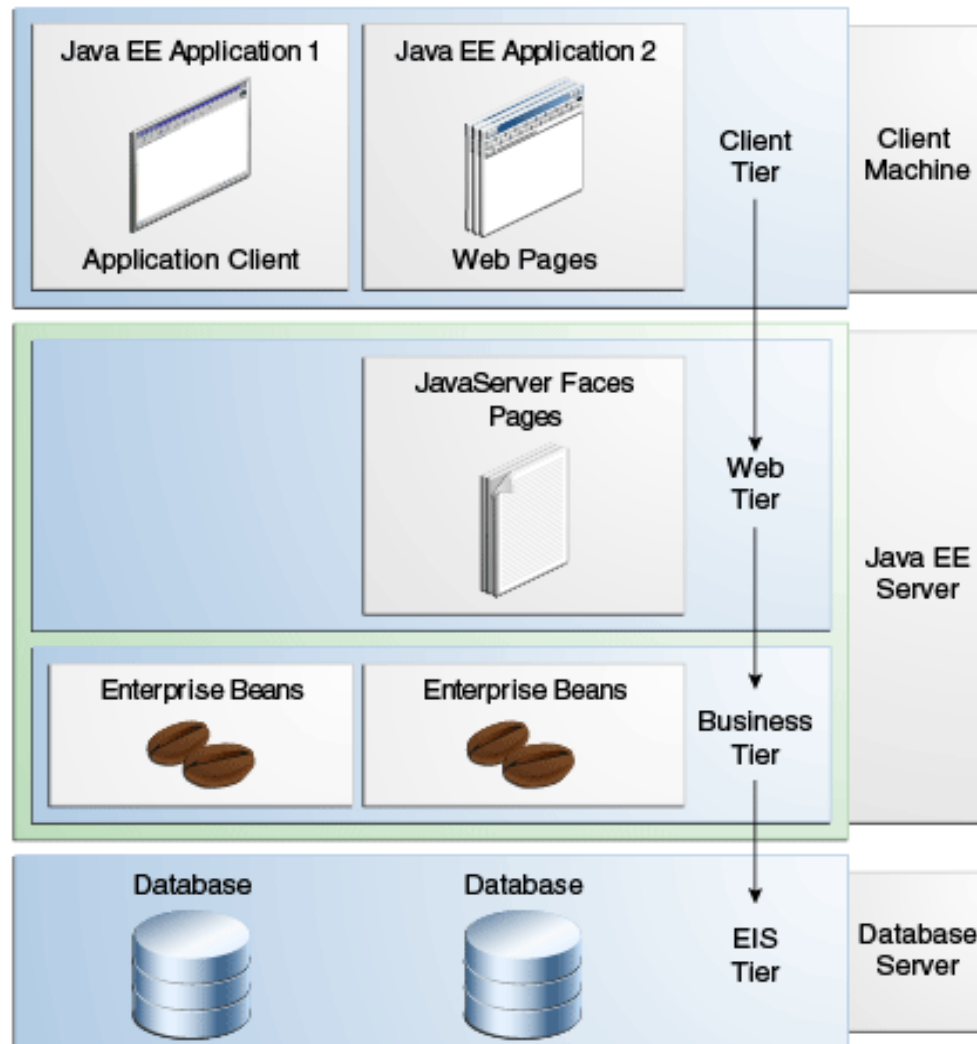 Java EE Application 1
Application Client
Java EE Application 2
Web Pages
Client
Tier
Client
Machine
JavaServer Faces
Pages
Web
Tier
Java EE
Server
Enterprise Beans
Enterprise Beans
Business
Tier
Database
Database
EIS
Tier
Database
Server